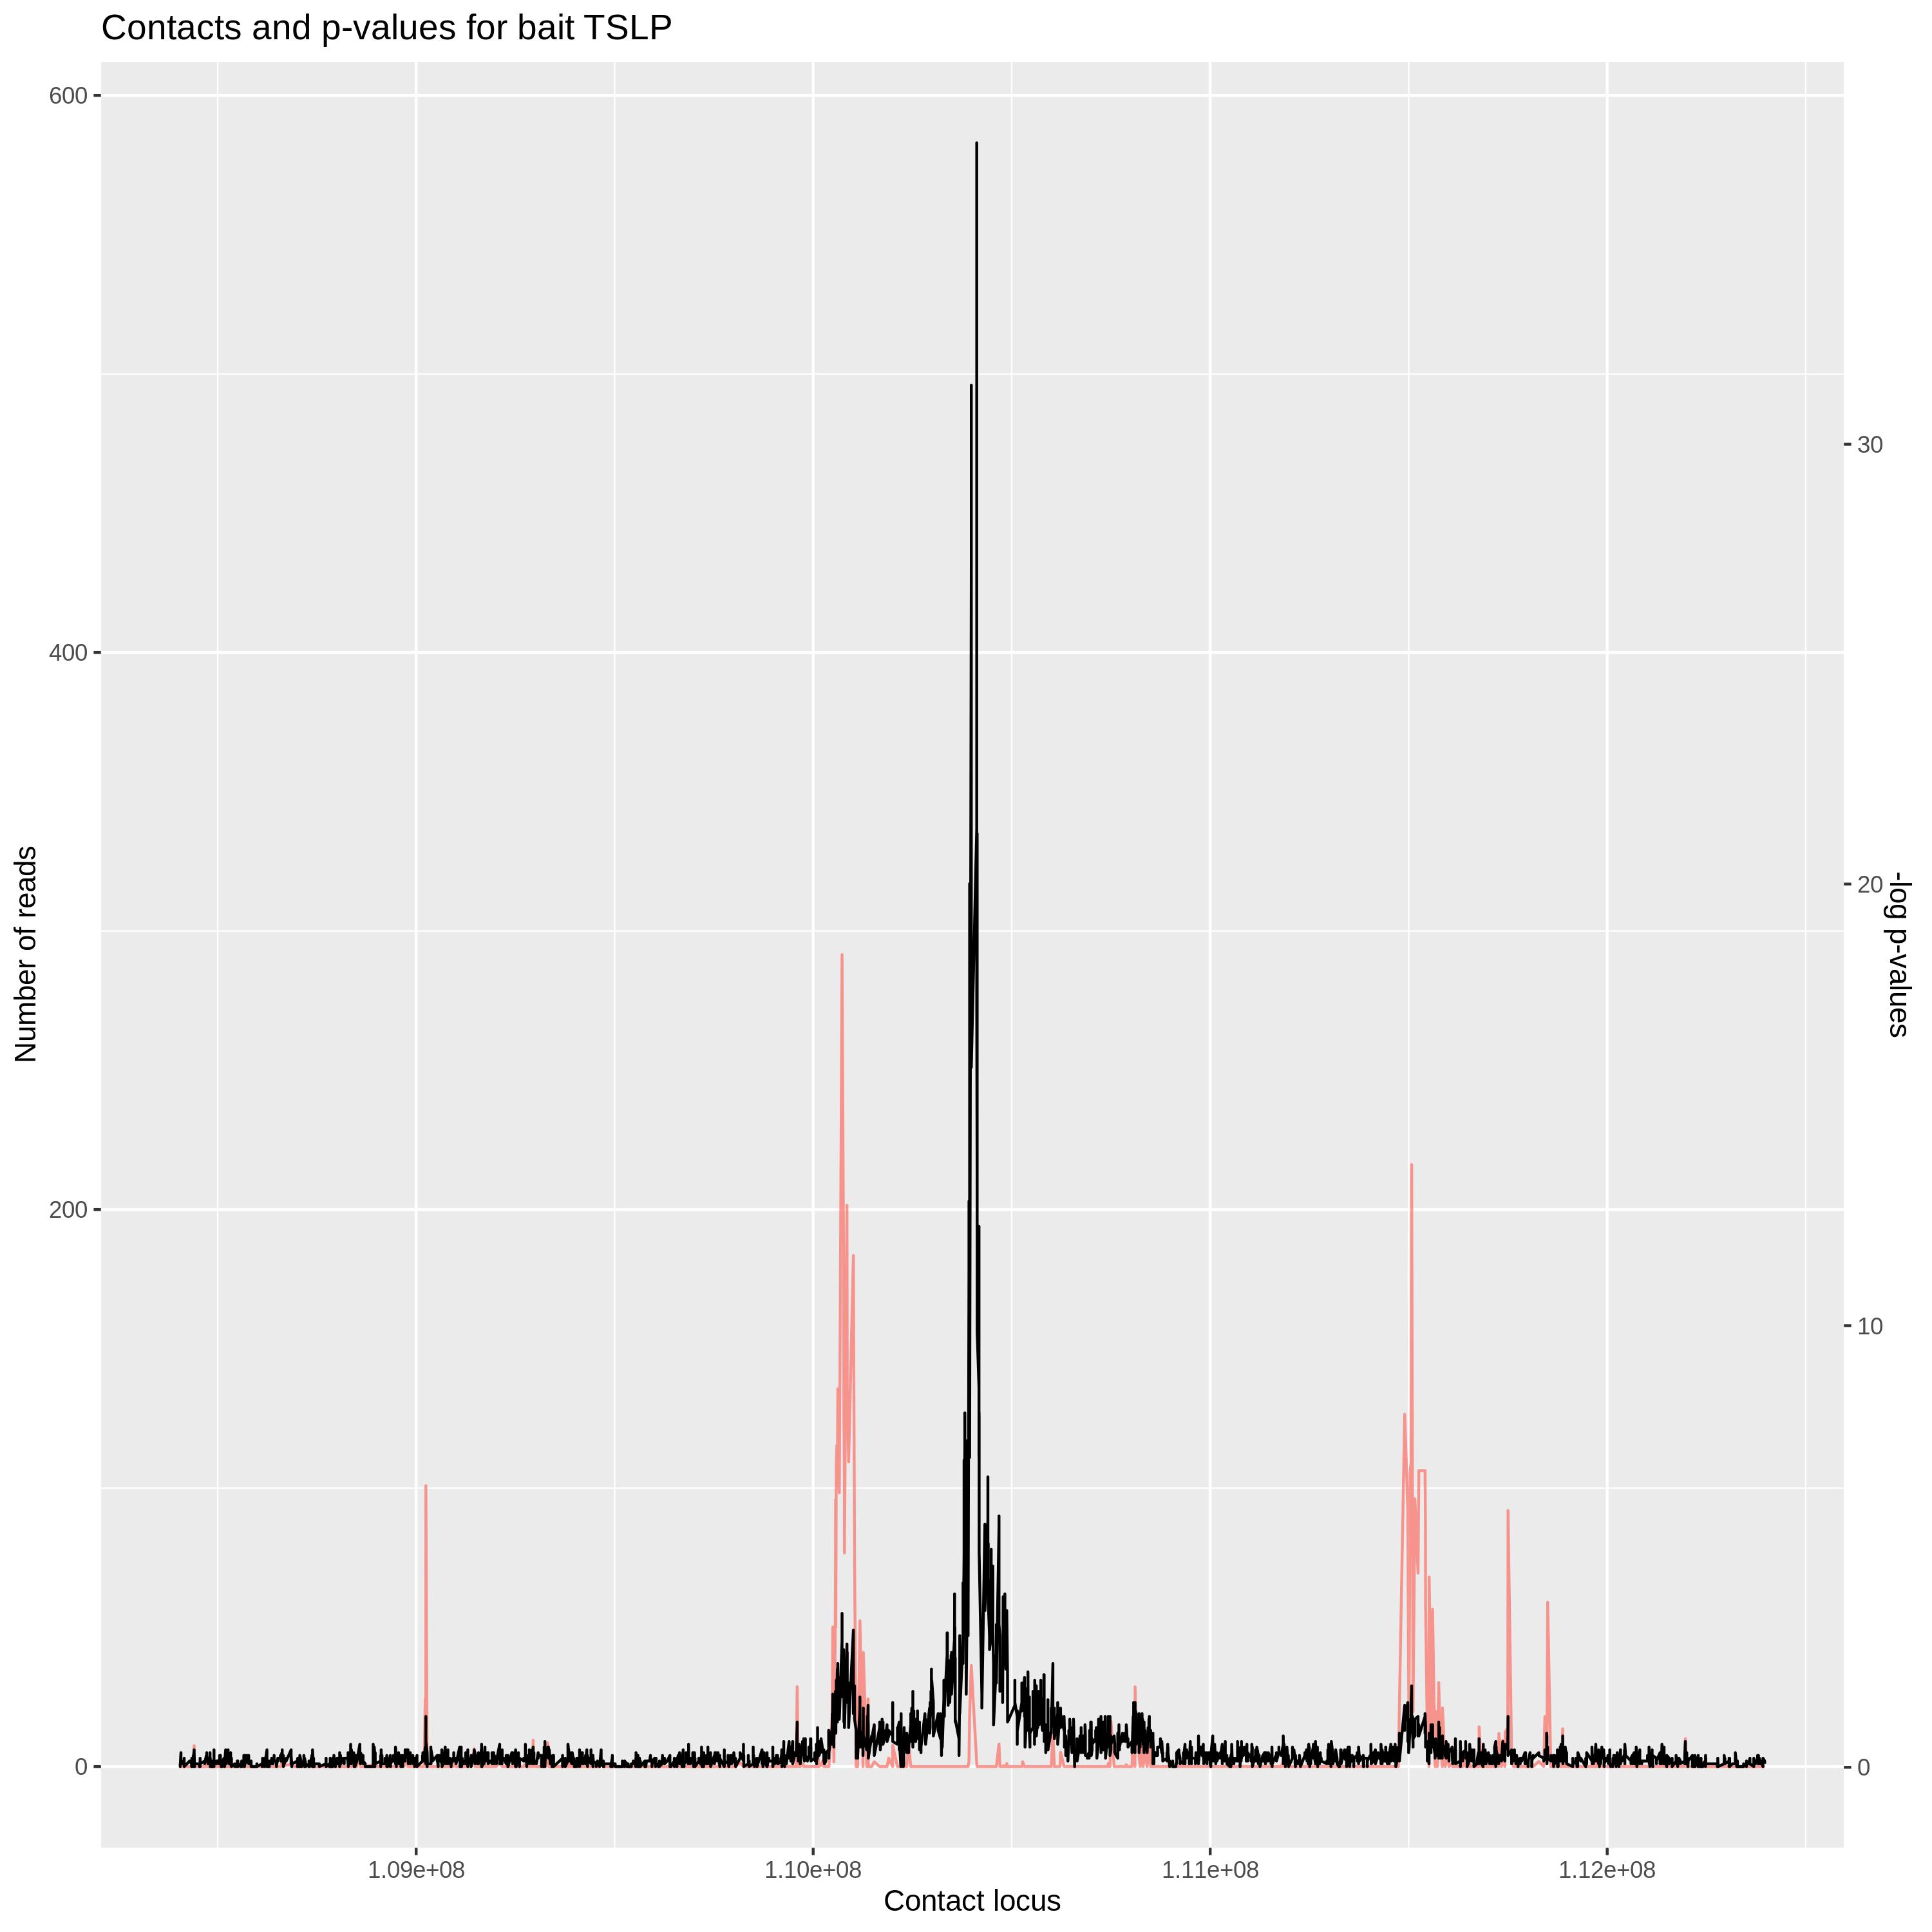 Contacts and p-values for bait TSLP
600
400
200
0
Number of reads
30
20
10
0
-log p-values
1.09e+08
1.10e+08
1.11e+08
1.12e+08
Contact locus